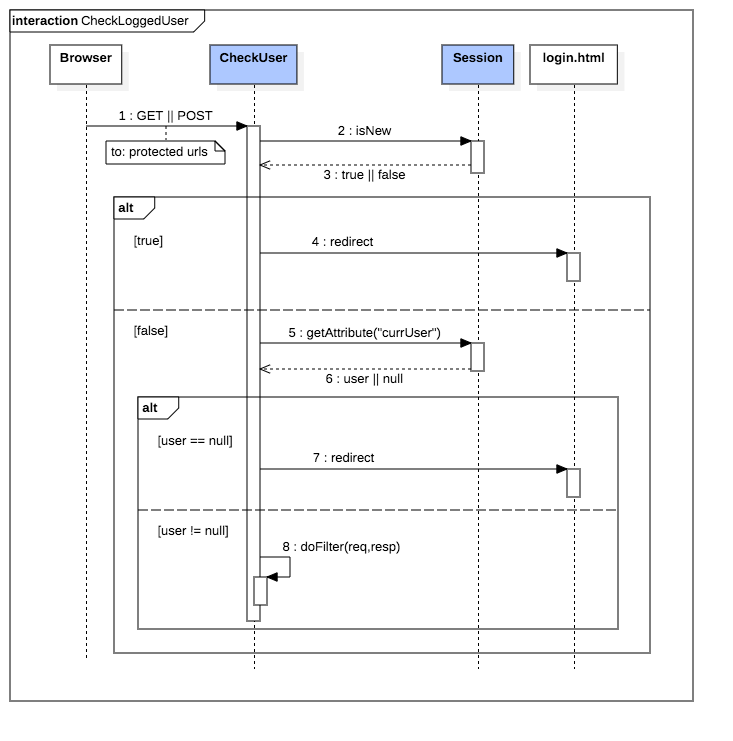 interaction CheckLoggedUser
Browser
CheckUser
Session
login.html
1 : GET || POST
to: protected urls
2 : isNew
3 : true || false
alt
[true]
4 : redirect
[false]
5 : getAttribute("currUser")
6 : user || null
alt
[user == null]
7 : redirect
[user != null]
8 : doFilter(req,resp)